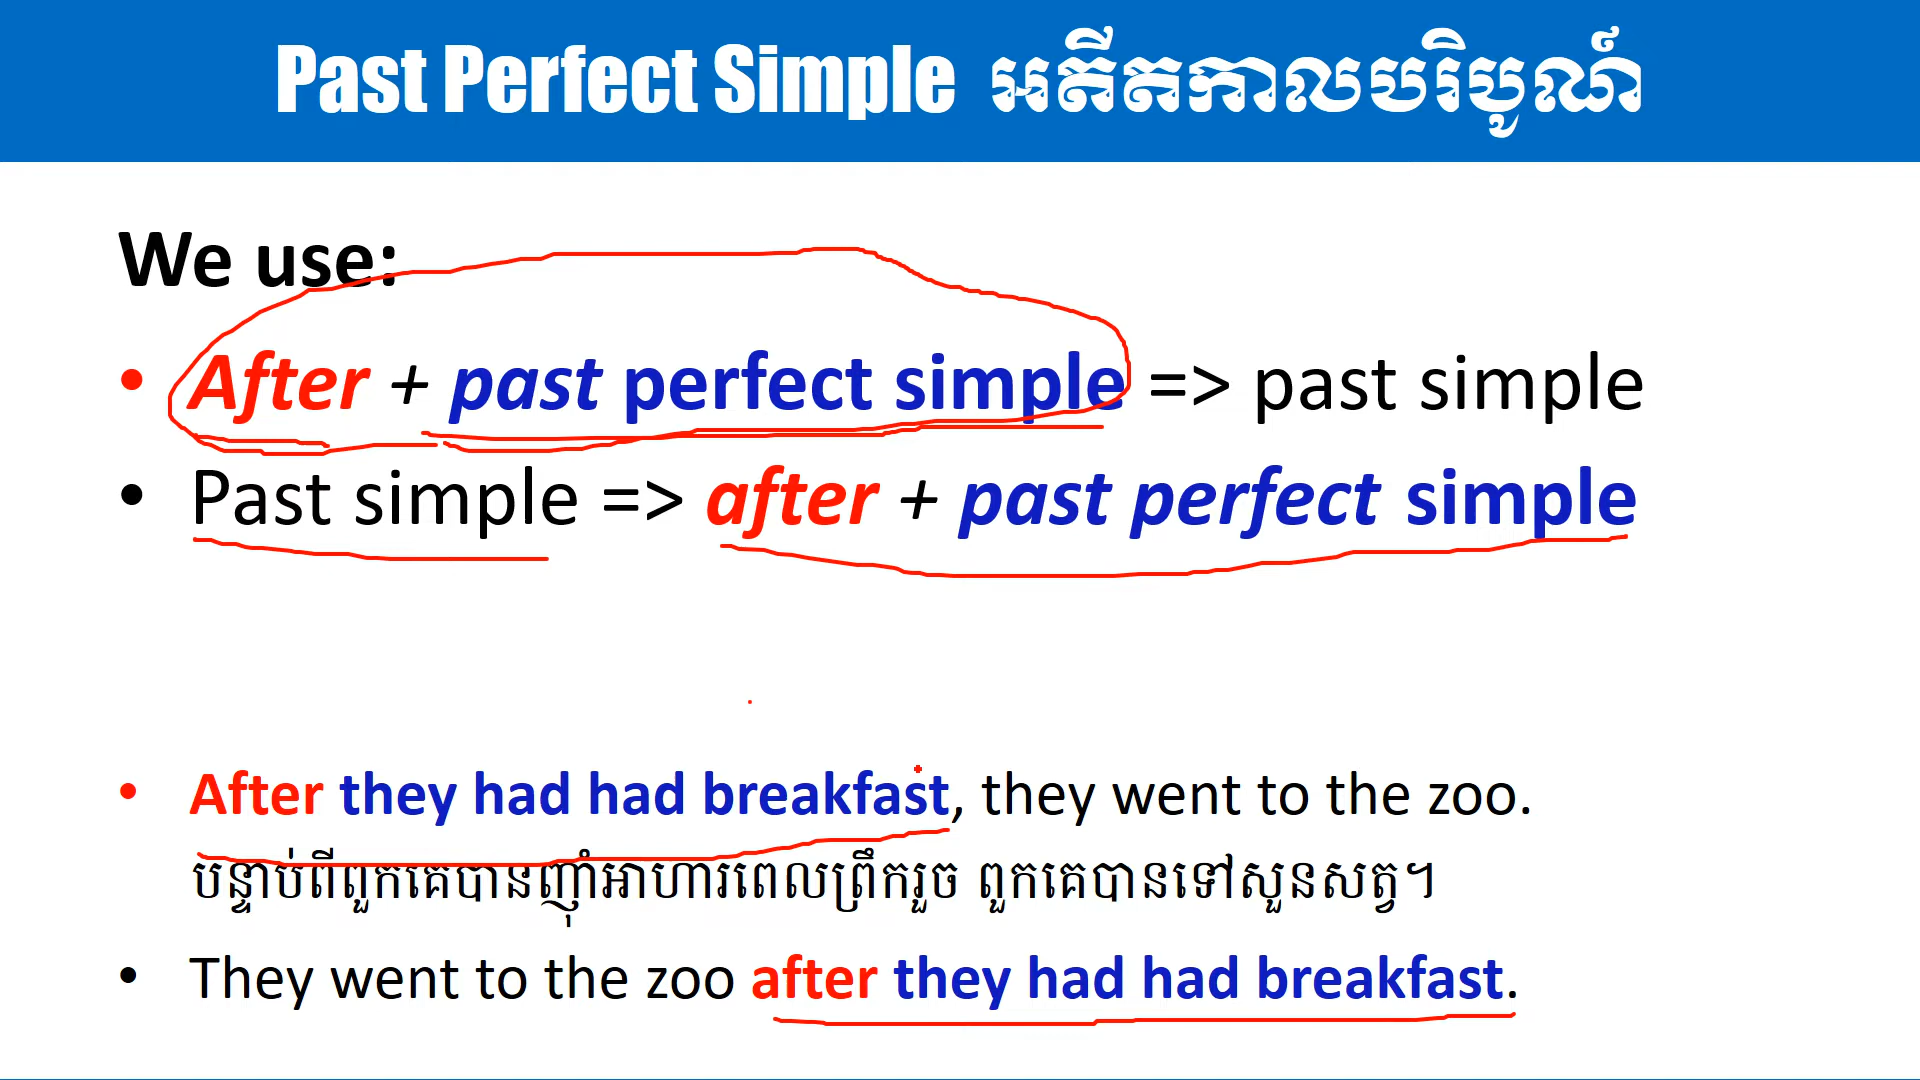 Past Perfect Simple អតីតកាលបរិបូណ៌
We use:
• After + past perfect simple => past simple
• Past simple => after + past perfect simple
• After they had had breakfast, they went to the zoo.
បន្ទាប់ពីពួកគេបានញ៉ាំអាហារពេលព្រឹករួច ពួកគេបានទៅសួនសត្វ។
• They went to the zoo after they had had breakfast.